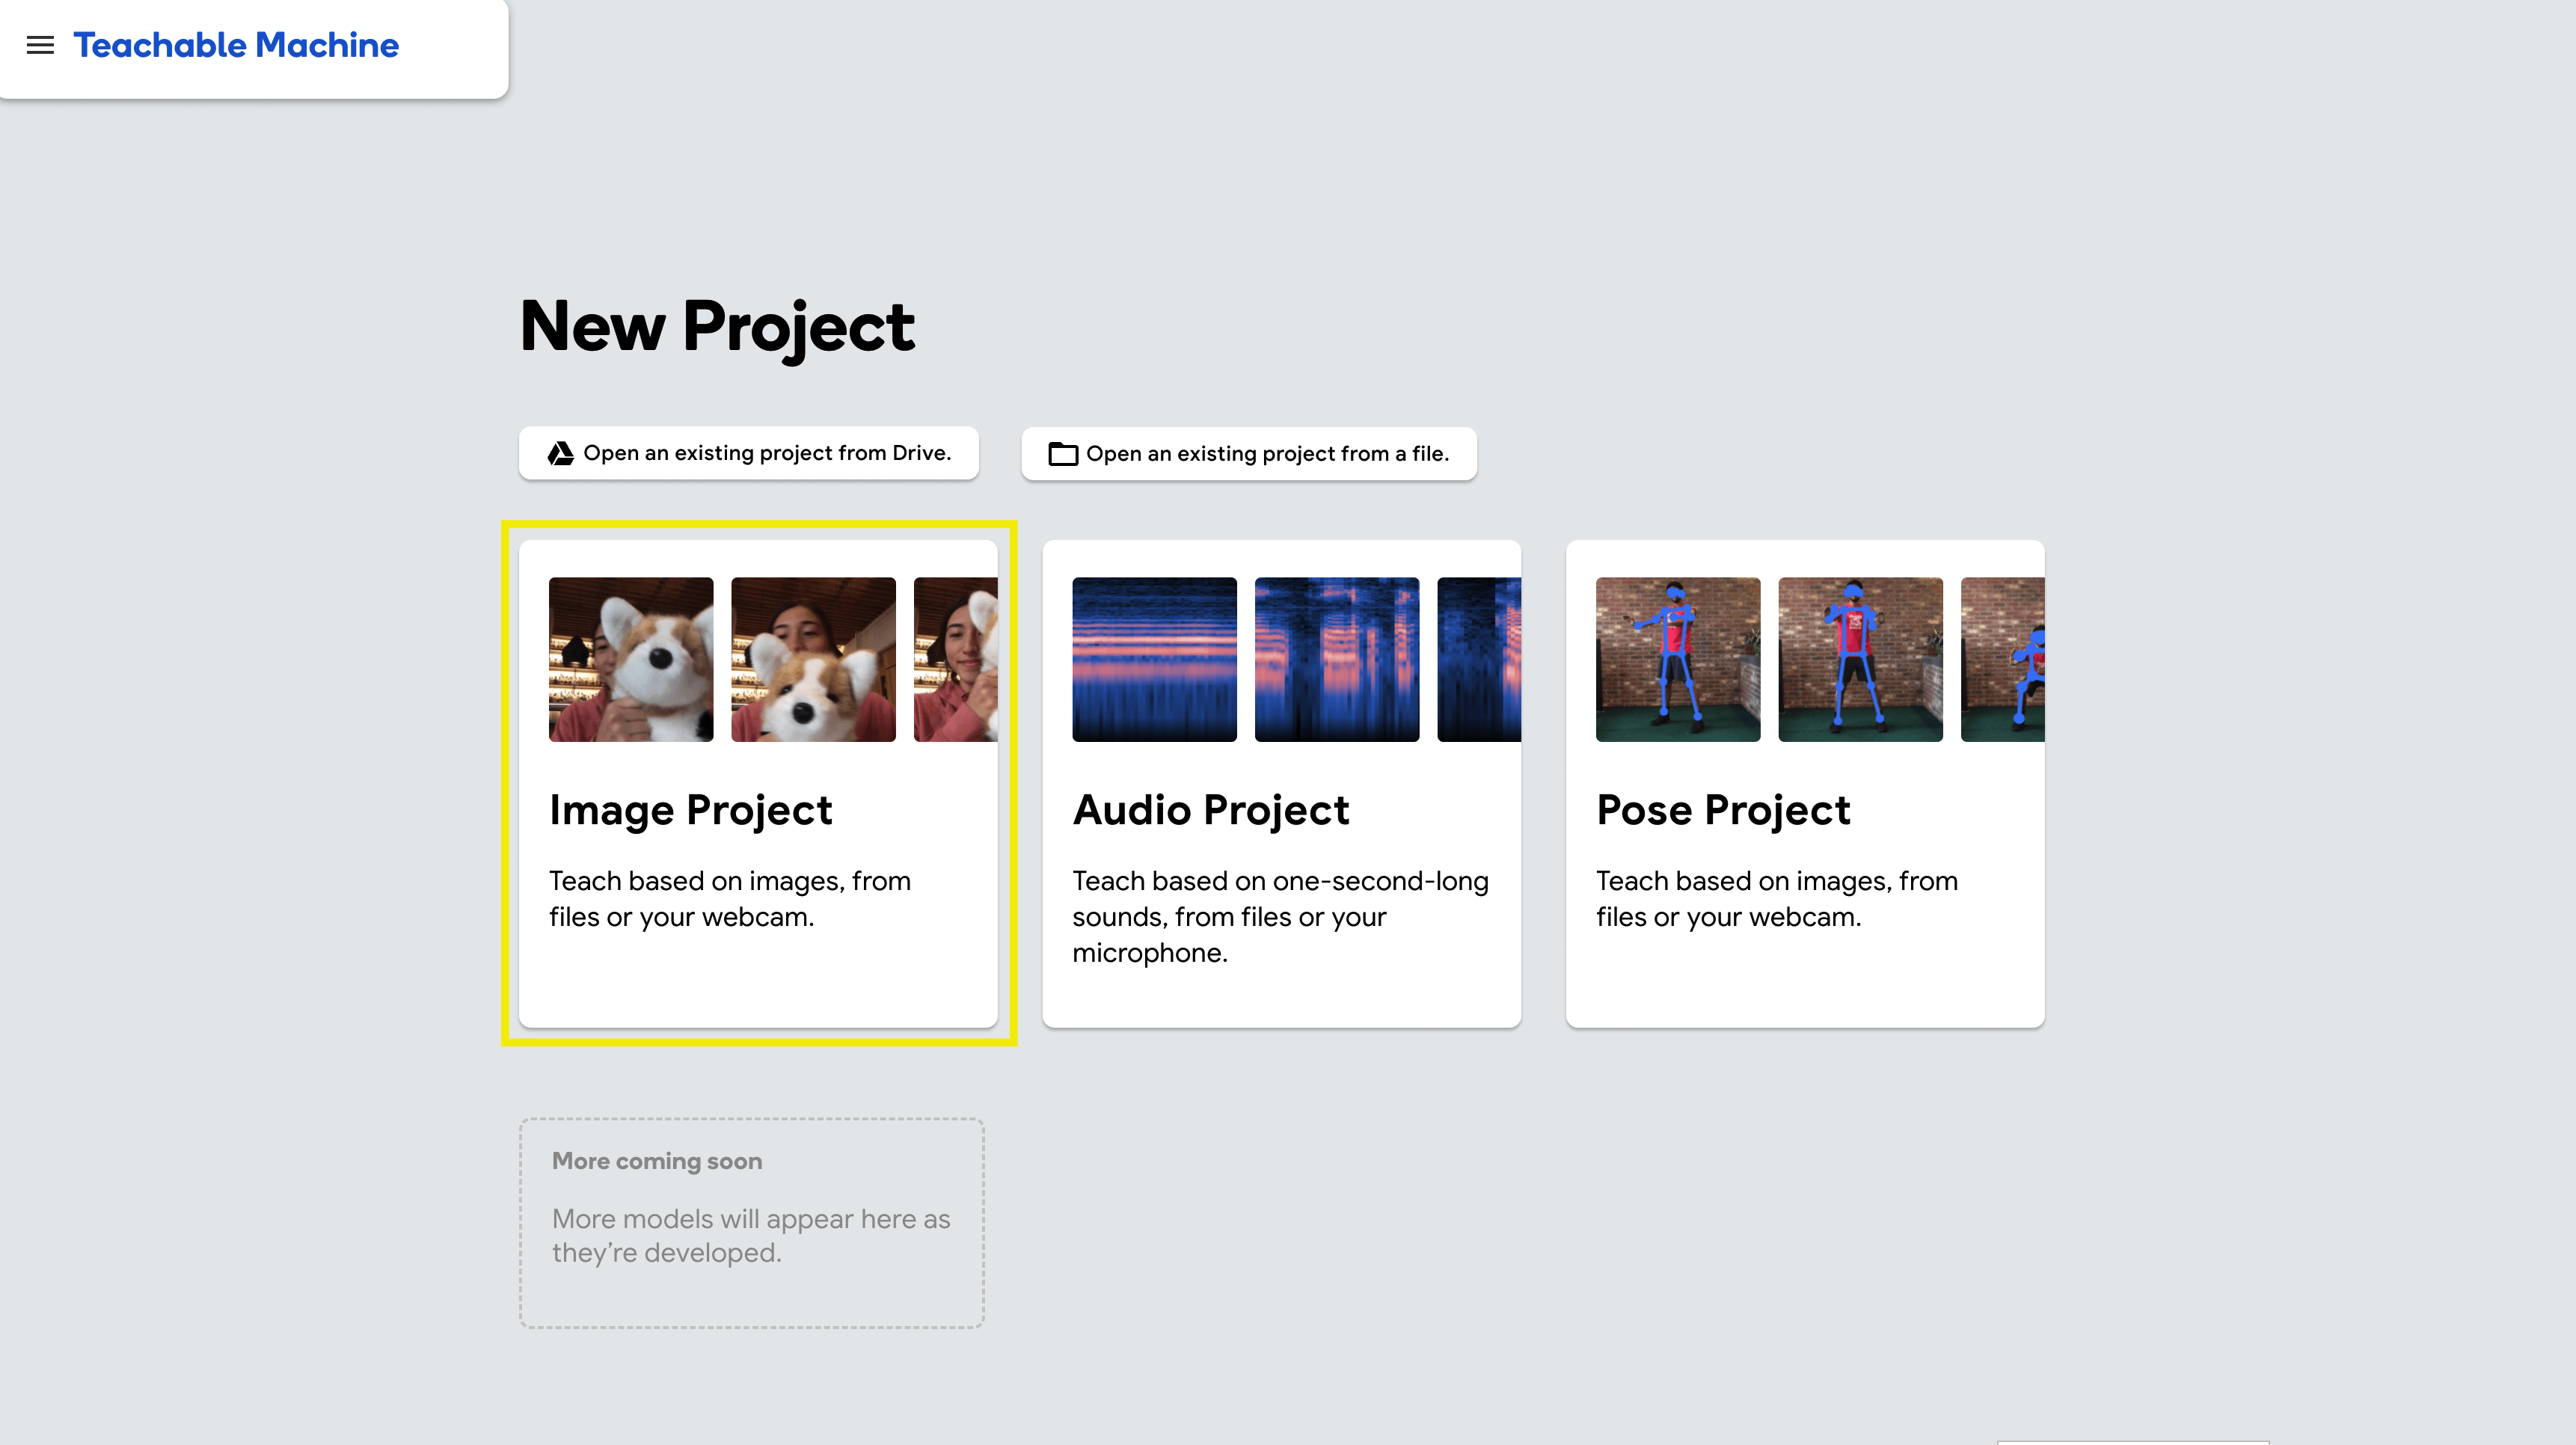 Teachable Machine
New Project
Open an existing project from Drive.
Open an existing project from a file.
Image Project
Teach based on images, from
files or your webcam.
Audio Project
Teach based on one-second-long
sounds, from files or your
microphone.
Pose Project
Teach based on images, from
files or your webcam.
More coming soon
More models will appear here as
they’re developed.